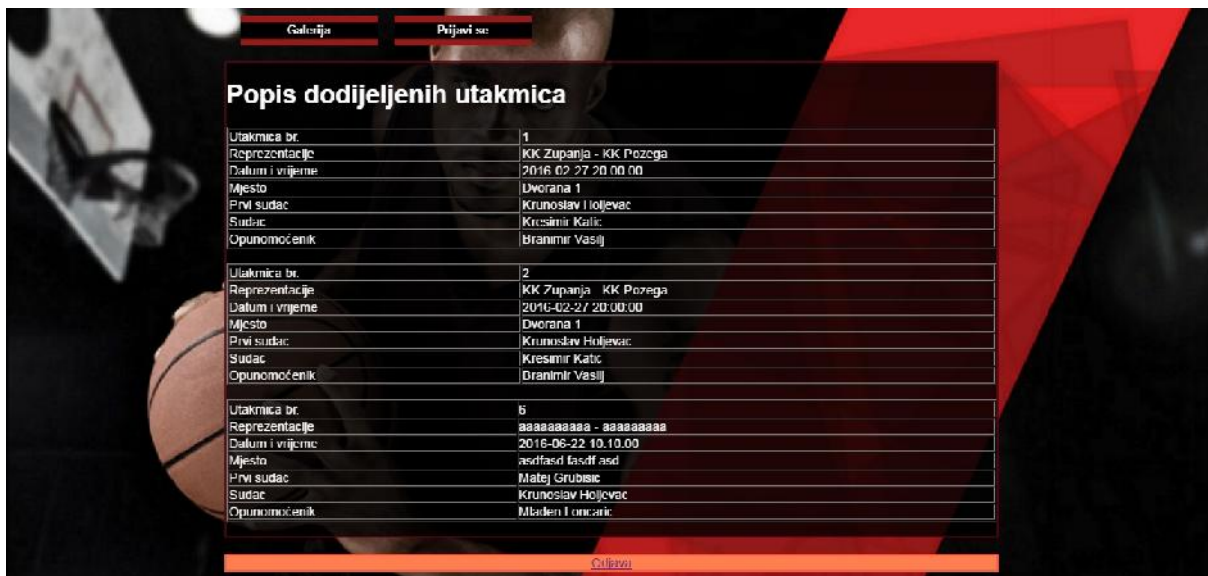 Galerija Prijavi se
Popis dodijeljenih utakmica
Utakmica br. 1
Reprezentacije KK Zupanja - KK Pozega
Datum i vrijeme 2016-02-27 20:00:00
Mjesto Dvorana 1
Prvi sudac Krunoslav Holjevac
Sudac Kresimir Katic
Opunomoćenik Branimir Vasilj
Utakmica br. 2
Reprezentacije KK Zupanja - KK Pozega
Datum i vrijeme 2016-02-27 20:00:00
Mjesto Dvorana 1
Prvi sudac Krunoslav Holjevac
Sudac Kresimir Katic
Opunomoćenik Branimir Vasilj
Utakmica br. 6
Reprezentacije aaaaaaaaaa - aaaaaaaaa
Datum i vrijeme 2016-06-22 10:10:00
Mjesto asdfasd fasdf asd
Prvi sudac Matej Grubisic
Sudac Krunoslav Holjevac
Opunomoćenik Mladen Loncaric
Odjava